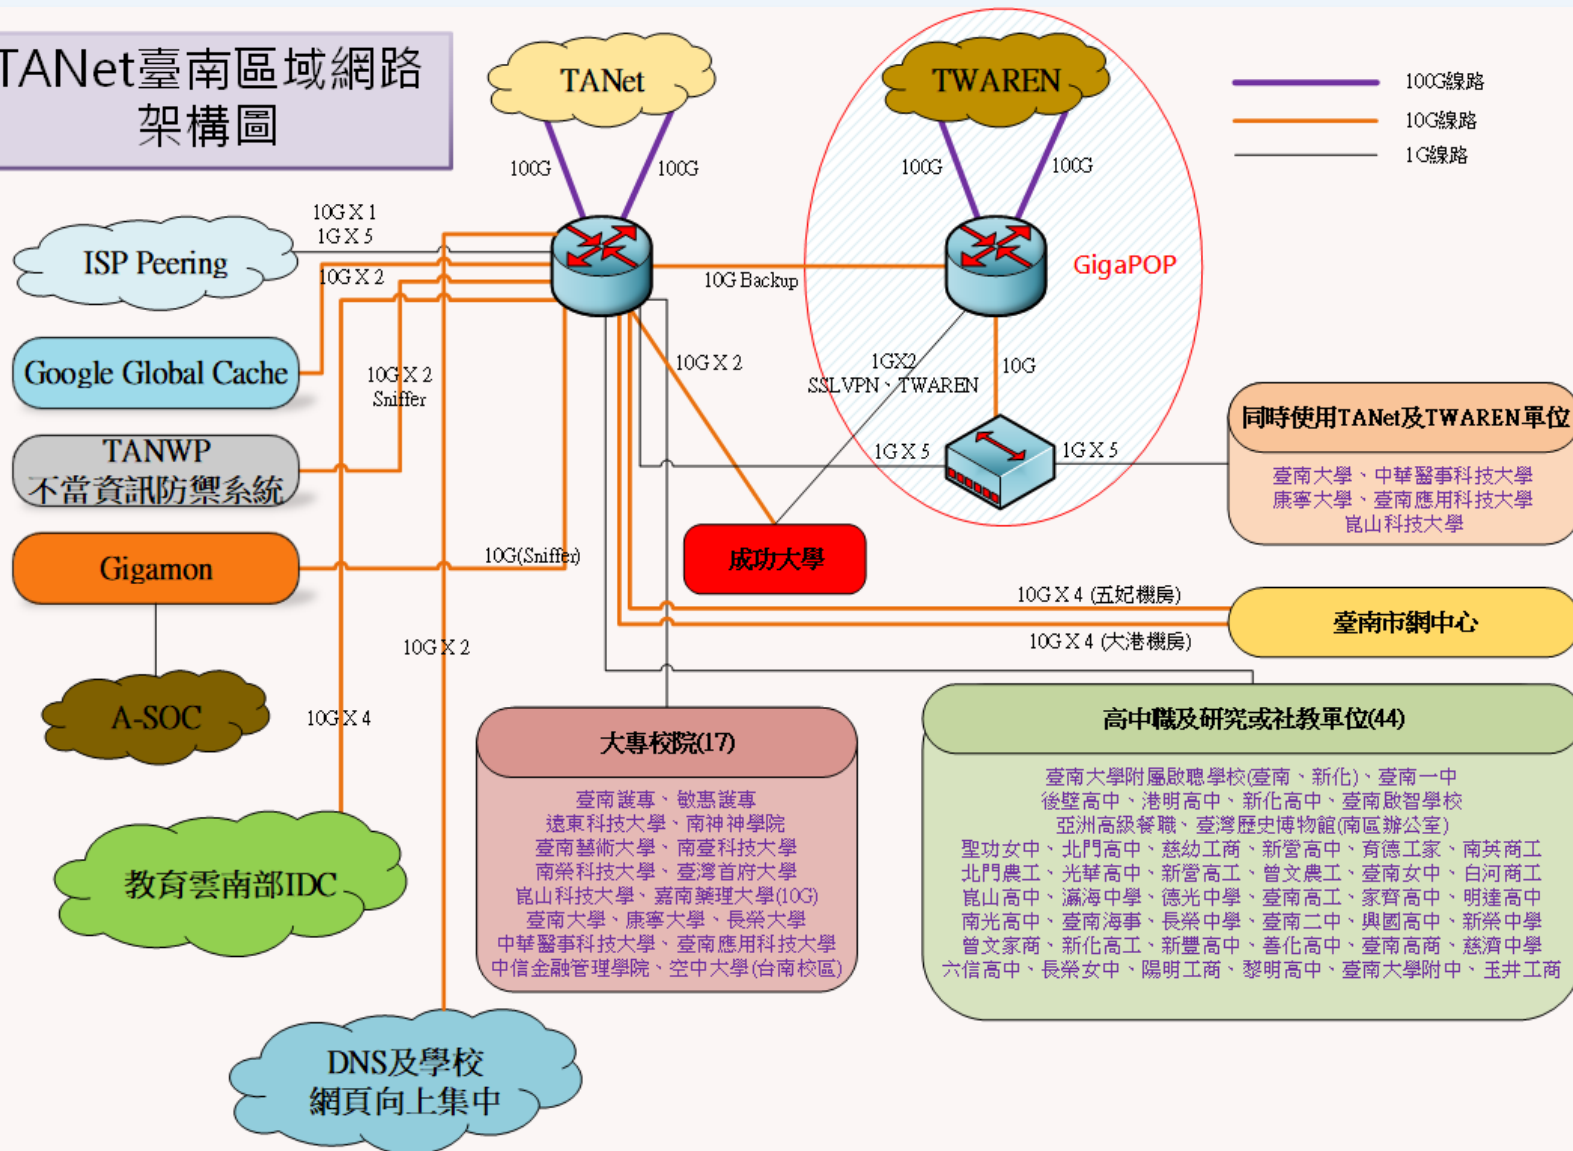 TANet臺南區域網路
架構圖
TANet
TWAREN
100G線路
10G線路
1G線路
100G
100G
100G
100G
10G X 1
1G X 5
ISP Peering
10G X 2
10G Backup
GigaPOP
Google Global Cache
10G X 2
Sniffer
10G X 2
1GX2
SSLVPN、TWAREN
10G
同時使用TANet及TWAREN單位
臺南大學、中華醫事科技大學
康寧大學、臺南應用科技大學
崑山科技大學
TANWP
不當資訊防禦系統
1G X 5
1G X 5
Gigamon
10G(Sniffer)
成功大學
10G X 4 (五妃機房)
臺南市網中心
10G X 4 (大港機房)
10G X 2
A-SOC
10G X 4
大專校院(17)
臺南護專、敏惠護專
遠東科技大學、南神神學院
臺南藝術大學、南臺科技大學
南榮科技大學、臺灣首府大學
崑山科技大學、嘉南藥理大學(10G)
臺南大學、康寧大學、長榮大學
中華醫事科技大學、臺南應用科技大學
中信金融管理學院、空中大學(台南校區)
高中職及研究或社教單位(44)
臺南大學附屬啟聰學校(臺南、新化)、臺南一中
後壁高中、港明高中、新化高中、臺南啟智學校
亞洲高級餐職、臺灣歷史博物館(南區辦公室)
聖功女中、北門高中、慈幼工商、新營高中、育德工家、南英商工
北門農工、光華高中、新營高工、曾文農工、臺南女中、白河商工
崑山高中、瀛海中學、德光中學、臺南高工、家齊高中、明達高中
南光高中、臺南海事、長榮中學、臺南二中、興國高中、新榮中學
曾文家商、新化高工、新豐高中、善化高中、臺南高商、慈濟中學
六信高中、長榮女中、陽明工商、黎明高中、臺南大學附中、玉井工商
教育雲南部IDC
DNS及學校
網頁向上集中